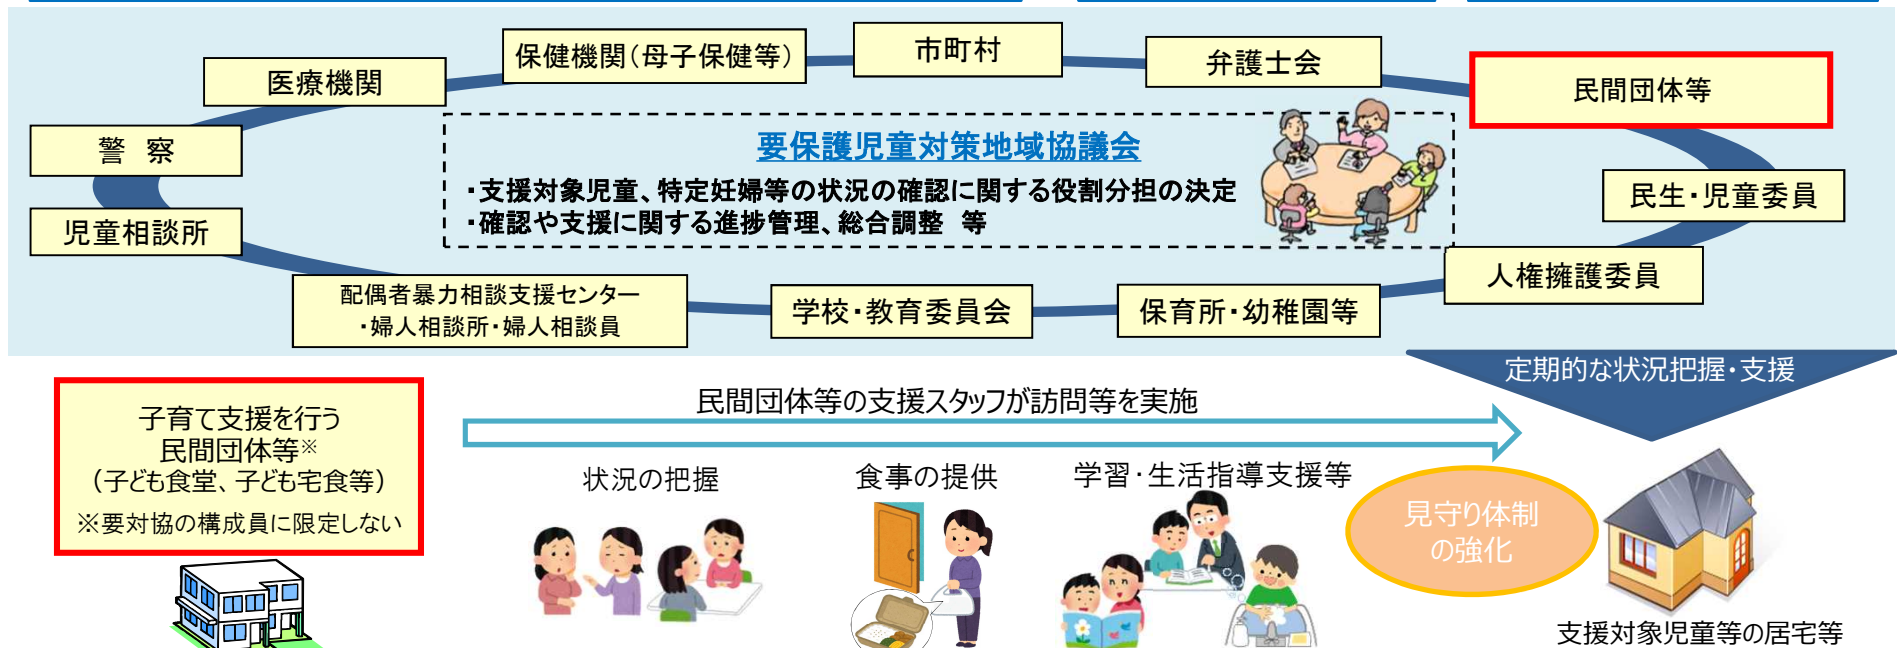 保健機関(母子保健等)
市町村
弁護士会
医療機関
民間団体等
警　察
要保護児童対策地域協議会
・支援対象児童、特定妊婦等の状況の確認に関する役割分担の決定
・確認や支援に関する進捗管理、総合調整　等
民生・児童委員
児童相談所
人権擁護委員
配偶者暴力相談支援センター
・婦人相談所・婦人相談員
学校・教育委員会
保育所・幼稚園等
定期的な状況把握・支援
子育て支援を行う
民間団体等※
(子ども食堂、子ども宅食等)
※要対協の構成員に限定しない
民間団体等の支援スタッフが訪問等を実施
状況の把握
食事の提供
学習・生活指導支援等
見守り体制
の強化
支援対象児童等の居宅等